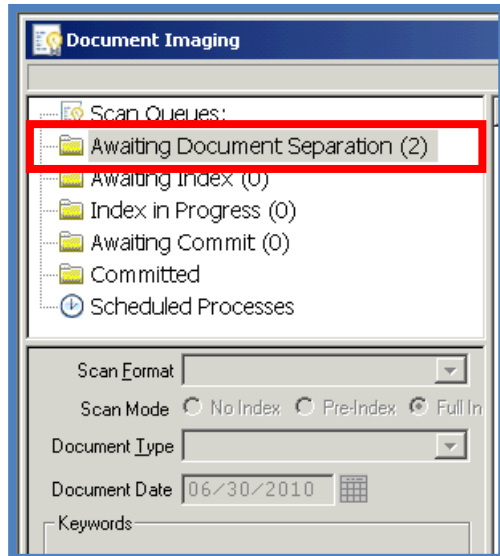 Document Imaging
Scan Queues:
Awaiting Document Separation (2)
Awaiting Index (0)
Index in Progress (0)
Awaiting Commit (0)
Committed
Scheduled Processes
Scan Format
Scan Mode No Index Pre-Index Full In
Document Type
Document Date 06/30/2010
Keywords